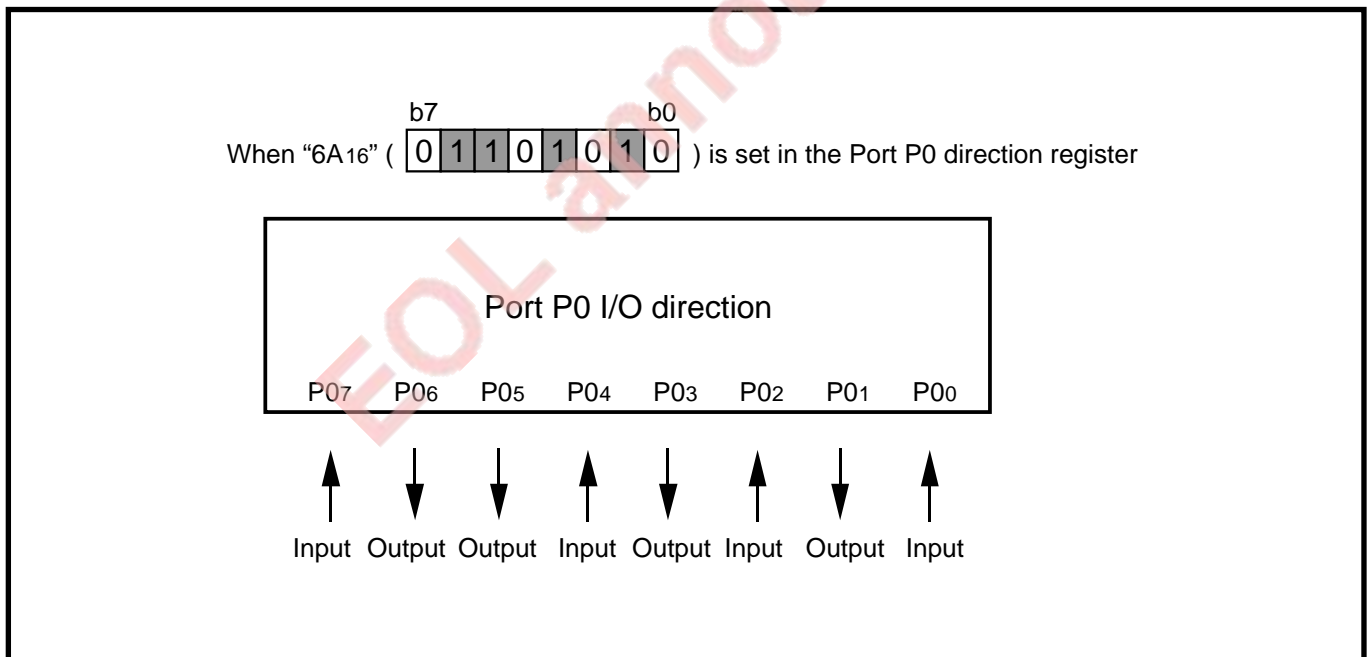 b7 b0
When “6A16” ( 0 1 1 0 1 0 1 0 ) is set in the Port P0 direction register
Port P0 I/O direction
P07 P06 P05 P04 P03 P02 P01 P00
Input Output Output Input Output Input Output Input
EOL